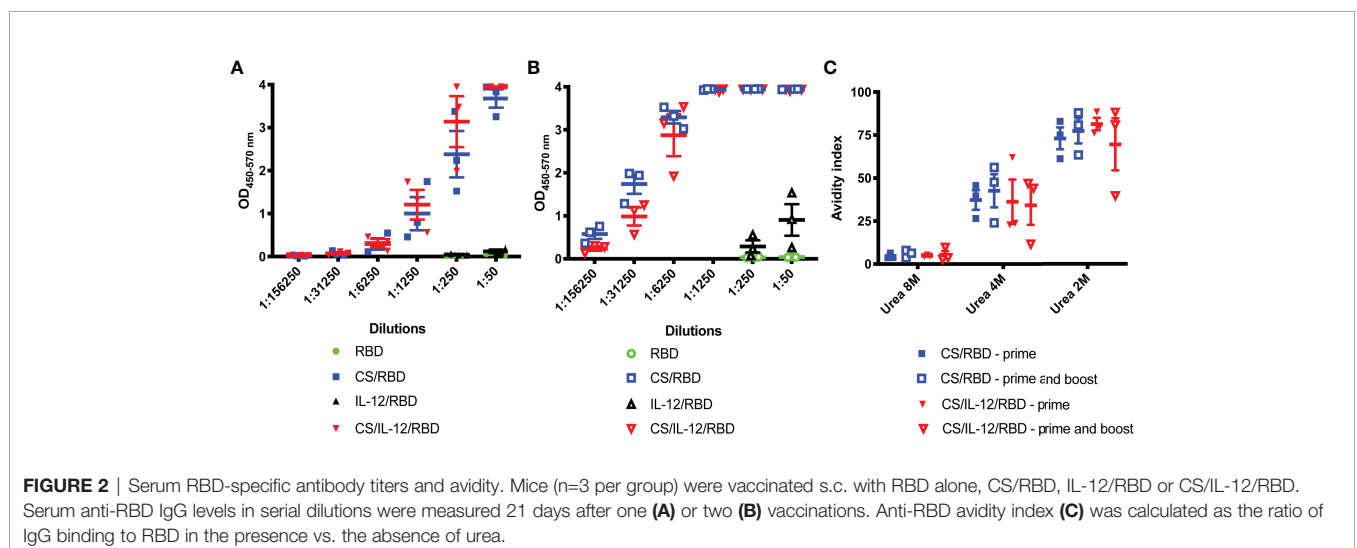 A
OD450-570 nm
4
3
2
1
0
1:156250
1:31250
1:6250
1:1250
1:250
1:50
Dilutions
RBD
CS/RBD
IL-12/RBD
CS/IL-12/RBD
B
OD450-570 nm
4
3
2
1
0
1:156250
1:31250
1:6250
1:1250
1:250
1:50
Dilutions
RBD
CS/RBD
IL-12/RBD
CS/IL-12/RBD
C
Avidity index
100
75
50
25
0
Urea 8M
Urea 4M
Urea 2M
CS/RBD - prime
CS/RBD - prime and boost
CS/IL-12/RBD - prime
CS/IL-12/RBD - prime and boost
FIGURE 2 | Serum RBD-specific antibody titers and avidity. Mice (n=3 per group) were vaccinated s.c. with RBD alone, CS/RBD, IL-12/RBD or CS/IL-12/RBD.
Serum anti-RBD IgG levels in serial dilutions were measured 21 days after one (A) or two (B) vaccinations. Anti-RBD avidity index (C) was calculated as the ratio of
IgG binding to RBD in the presence vs. the absence of urea.